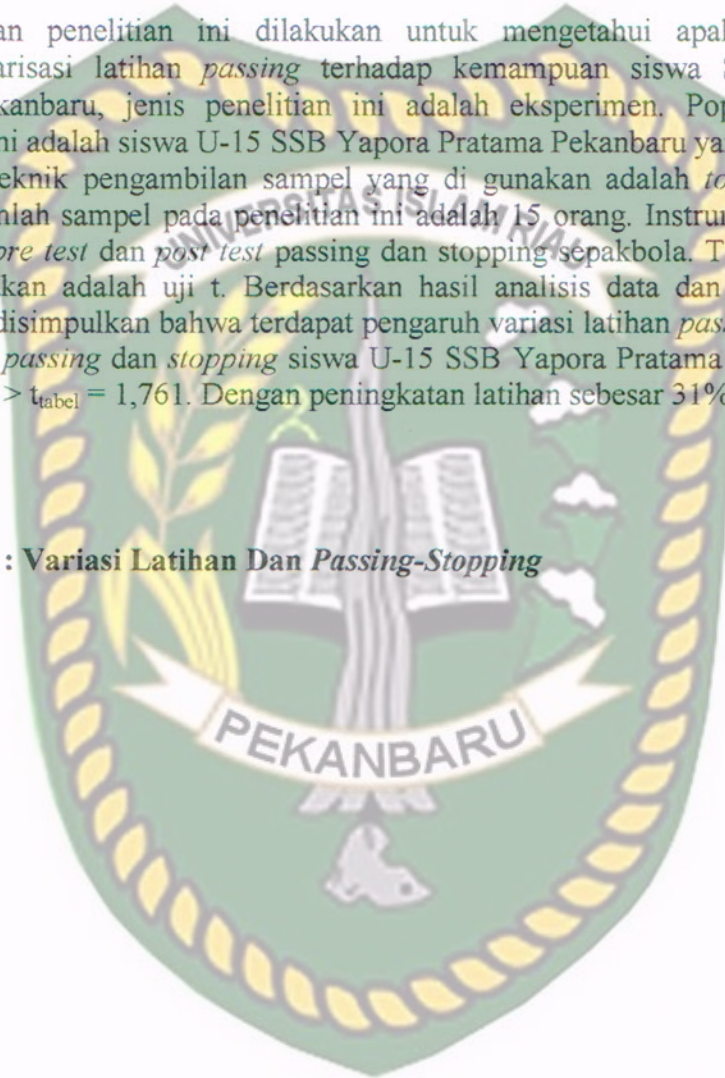 an penelitian ini dilakukan untuk mengetahui apal
arisasi latihan passing terhadap kemampuan siswa
kanbaru, jenis penelitian ini adalah eksperimen. Pop
ni adalah siswa U-15 SSB Yapora Pratama Pekanbaru ya
eknik pengambilan sampel yang di gunakan adalah to
nlah sampel pada penelitian ini adalah 15 orang. Instru
ore test dan post test passing dan stopping sepakbola. T
akan adalah uji t. Berdasarkan hasil analisis data dan
disimpulkan bahwa terdapat pengaruh variasi latihan pas
passing dan stopping siswa U-15 SSB Yapora Pratama
> ttabel = 1,761. Dengan peningkatan latihan sebesar 31%
: Variasi Latihan Dan Passing-Stopping
UNIVERSITAS ISLAM RIAU
PEKANBARU